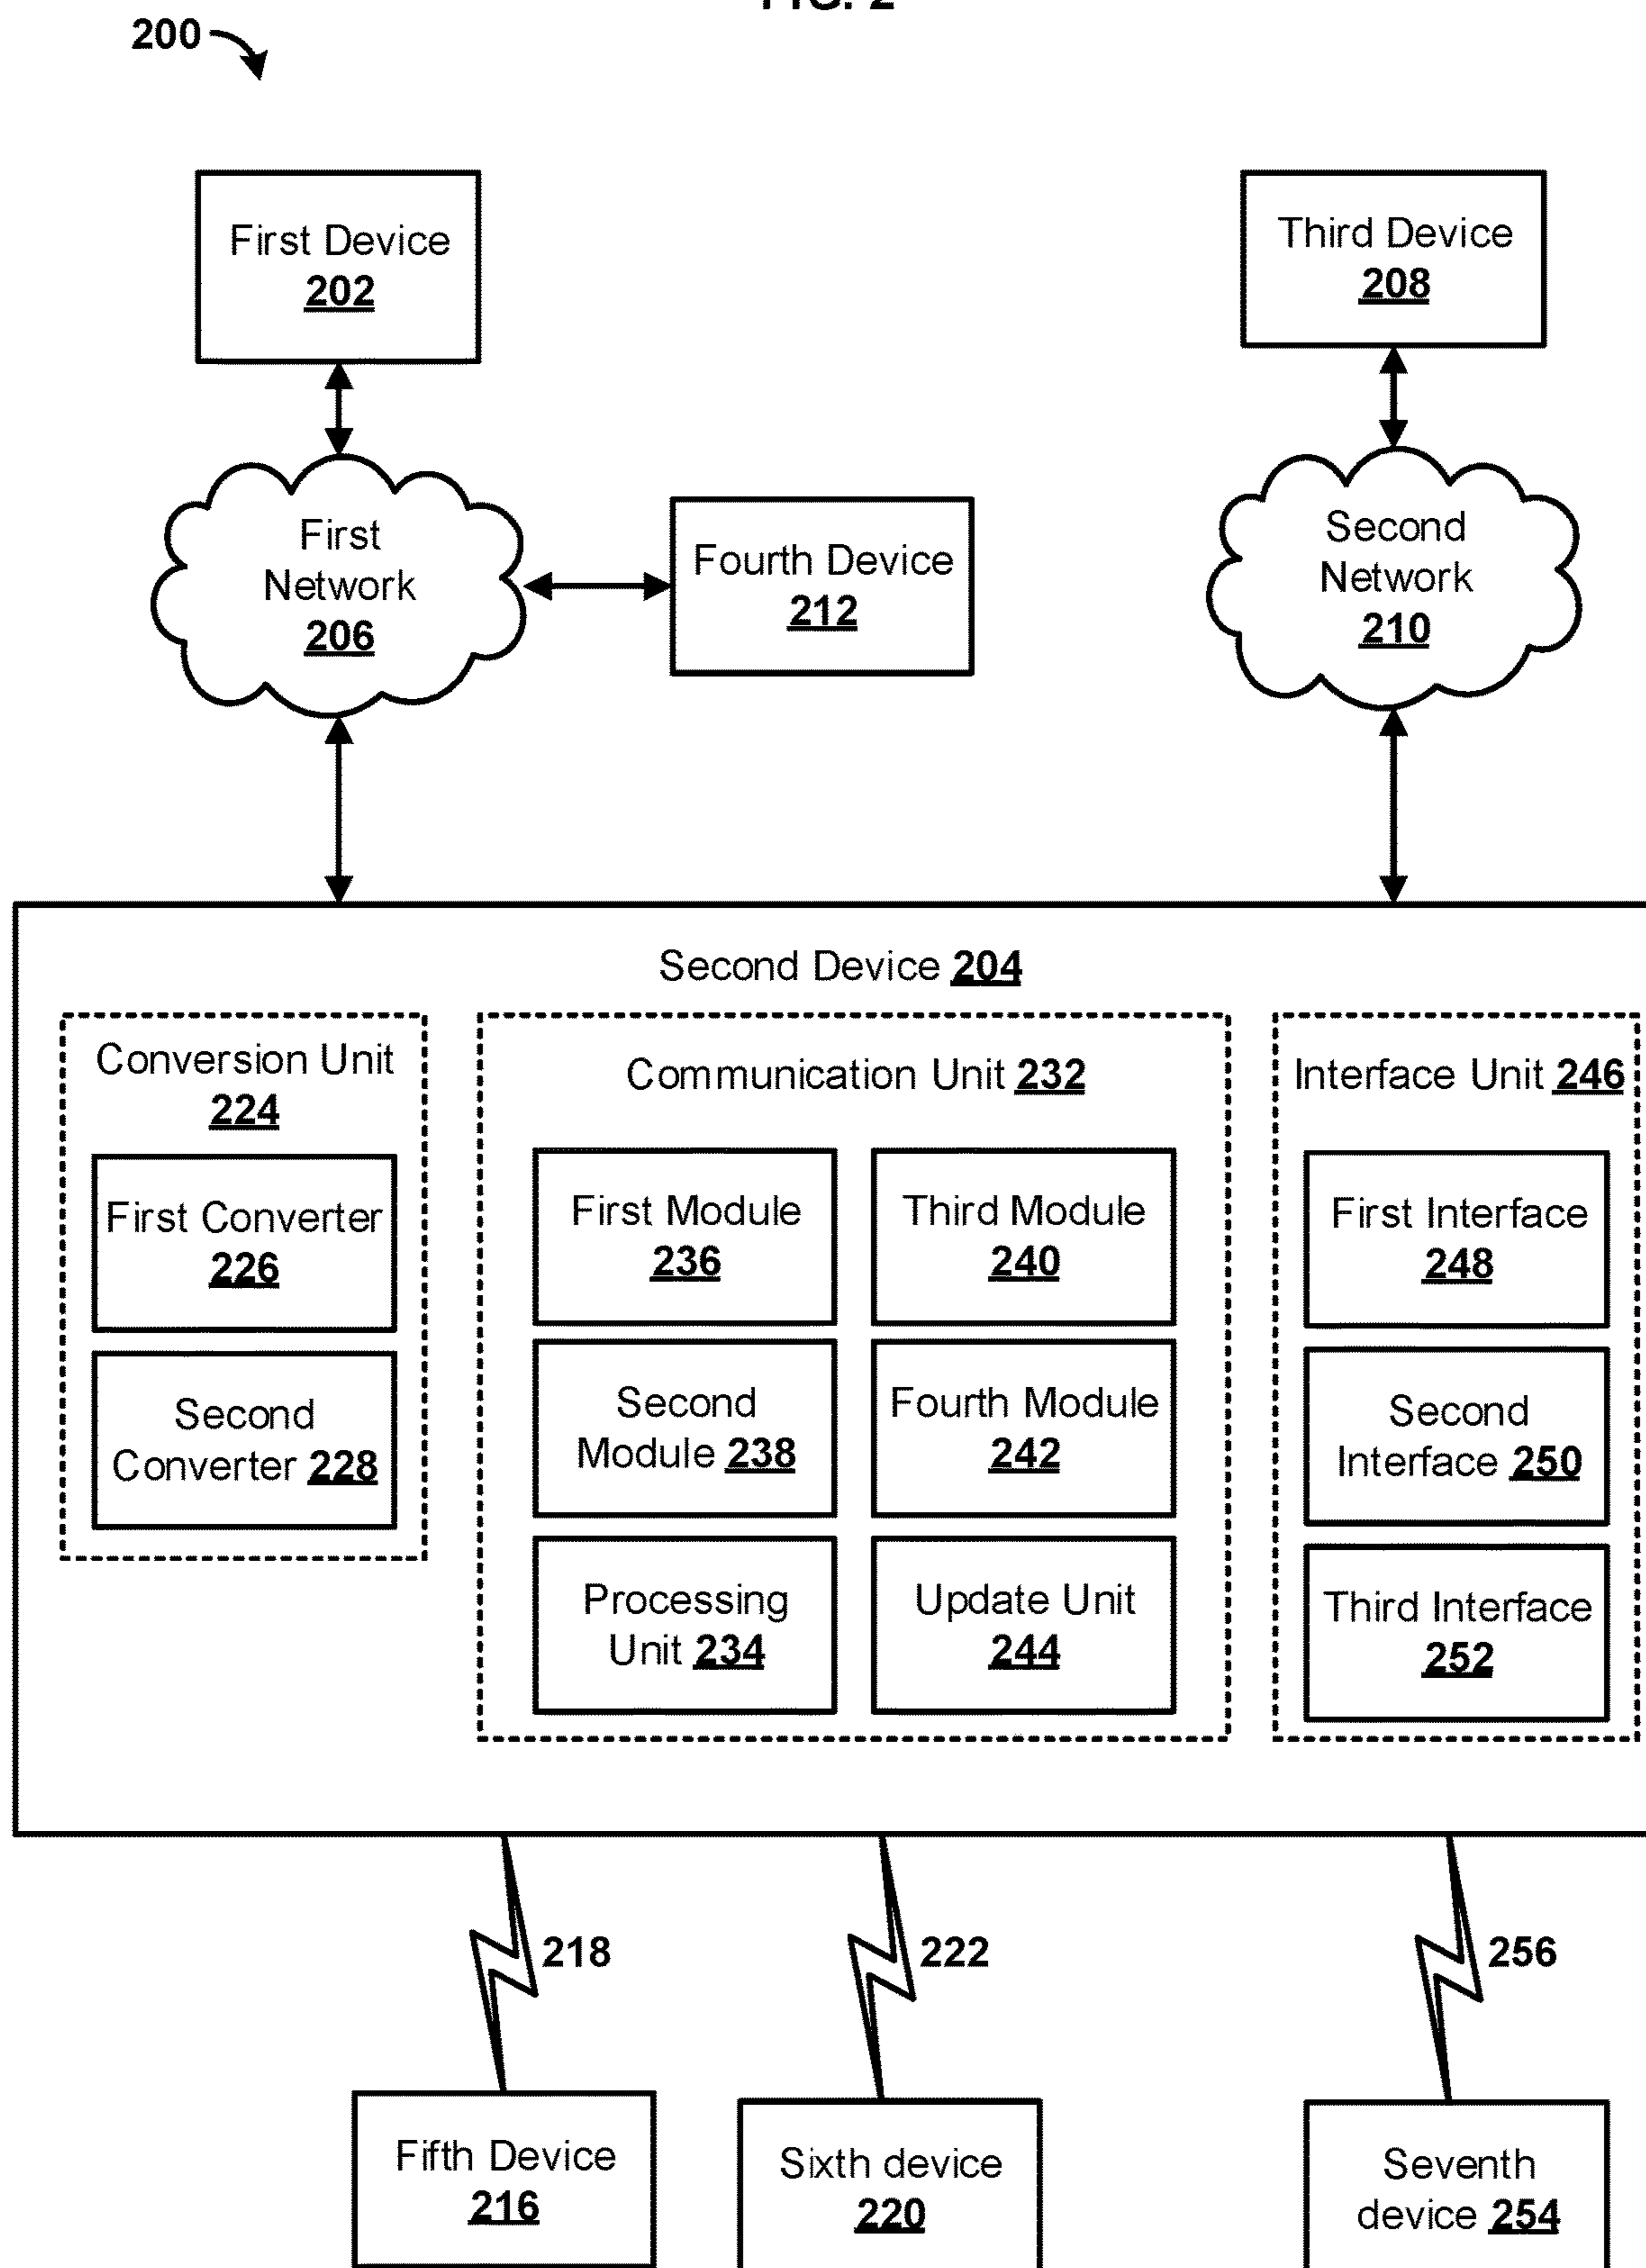 FIG. 2
200
First Device
202
Third Device
208
First
Network
206
Fourth Device
212
Second
Network
210
Second Device 204
Conversion Unit
224
First Converter
226
Second
Converter 228
Communication Unit 232
First Module
236
Third Module
240
Second
Module 238
Fourth Module
242
Processing
Unit 234
Update Unit
244
Interface Unit 246
First Interface
248
Second
Interface 250
Third Interface
252
218
222
256
Fifth Device
216
Sixth device
220
Seventh
device 254